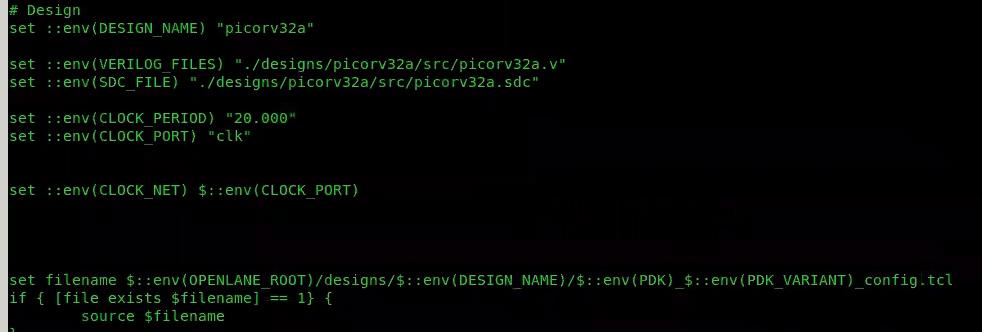 # Design
set ::env(DESIGN_NAME) "picorv32a"
set ::env(VERILOG_FILES) "./designs/picorv32a/src/picorv32a.v"
set ::env(SDC_FILE) "./designs/picorv32a/src/picorv32a.sdc"
set ::env(CLOCK_PERIOD) "20.000"
set ::env(CLOCK_PORT) "clk"
set ::env(CLOCK_NET) $::env(CLOCK_PORT)
set filename $::env(OPENLANE_ROOT)/designs/$::env(DESIGN_NAME)/$::env(PDK)_$::env(PDK_VARIANT)_config.tcl
if { [file exists $filename] == 1} {
source $filename
}